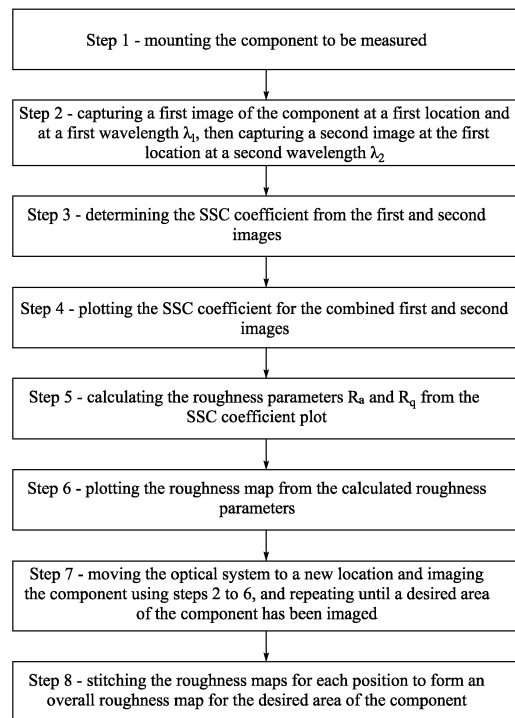 Step 1 - mounting the component to be measured
Step 2 - capturing a first image of the component at a first location and
at a first wavelength λ₁, then capturing a second image at the first
location at a second wavelength λ₂
Step 3 - determining the SSC coefficient from the first and second
images
Step 4 - plotting the SSC coefficient for the combined first and second
images
Step 5 - calculating the roughness parameters Rₐ and R_q from the
SSC coefficient plot
Step 6 - plotting the roughness map from the calculated roughness
parameters
Step 7 - moving the optical system to a new location and imaging
the component using steps 2 to 6, and repeating until a desired area
of the component has been imaged
Step 8 - stitching the roughness maps for each position to form an
overall roughness map for the desired area of the component